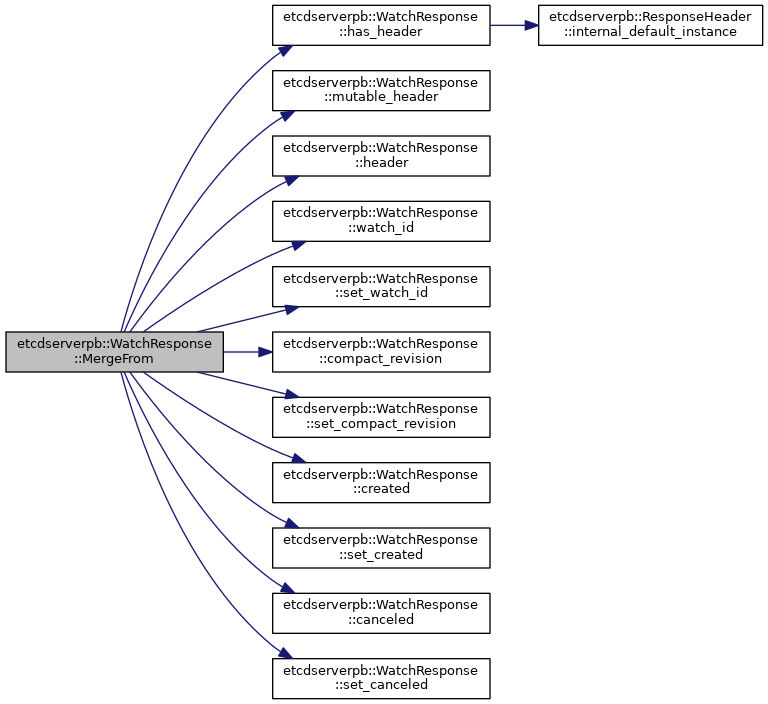 etcdserverpb::WatchResponse
::has_header
etcdserverpb::ResponseHeader
::internal_default_instance
etcdserverpb::WatchResponse
::mutable_header
etcdserverpb::WatchResponse
::header
etcdserverpb::WatchResponse
::watch_id
etcdserverpb::WatchResponse
::set_watch_id
etcdserverpb::WatchResponse
::MergeFrom
etcdserverpb::WatchResponse
::compact_revision
etcdserverpb::WatchResponse
::set_compact_revision
etcdserverpb::WatchResponse
::created
etcdserverpb::WatchResponse
::set_created
etcdserverpb::WatchResponse
::canceled
etcdserverpb::WatchResponse
::set_canceled